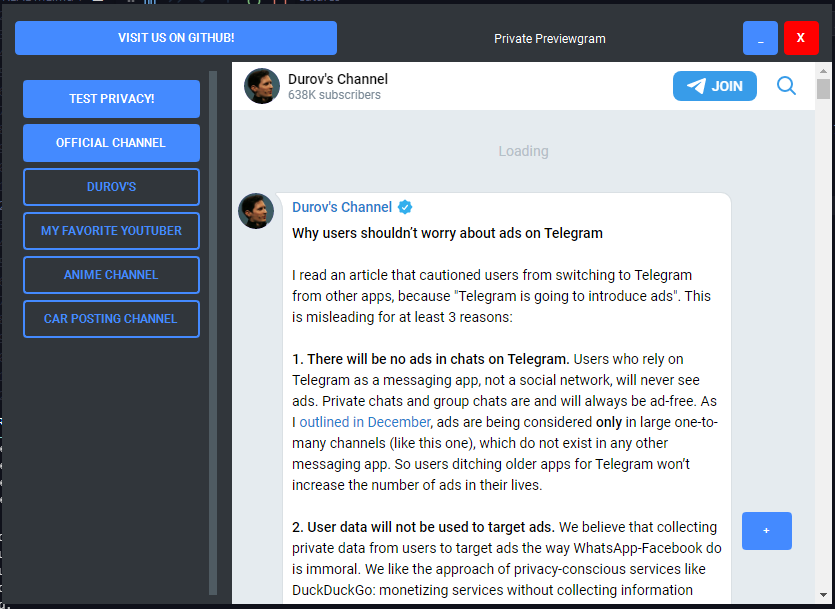 VISIT US ON GITHUB!
Private Previewgram
_
X
TEST PRIVACY!
OFFICIAL CHANNEL
DUROV'S
MY FAVORITE YOUTUBER
ANIME CHANNEL
CAR POSTING CHANNEL
Durov's Channel
638K subscribers
JOIN
Loading
Durov's Channel
Why users shouldn’t worry about ads on Telegram
I read an article that cautioned users from switching to Telegram
from other apps, because "Telegram is going to introduce ads". This
is misleading for at least 3 reasons:
1. There will be no ads in chats on Telegram. Users who rely on
Telegram as a messaging app, not a social network, will never see
ads. Private chats and group chats are and will always be ad-free. As
I outlined in December, ads are being considered only in large one-to-
many channels (like this one), which do not exist in any other
messaging app. So users ditching older apps for Telegram won’t
increase the number of ads in their lives.
2. User data will not be used to target ads. We believe that collecting
private data from users to target ads the way WhatsApp-Facebook do
is immoral. We like the approach of privacy-conscious services like
DuckDuckGo: monetizing services without collecting information
+